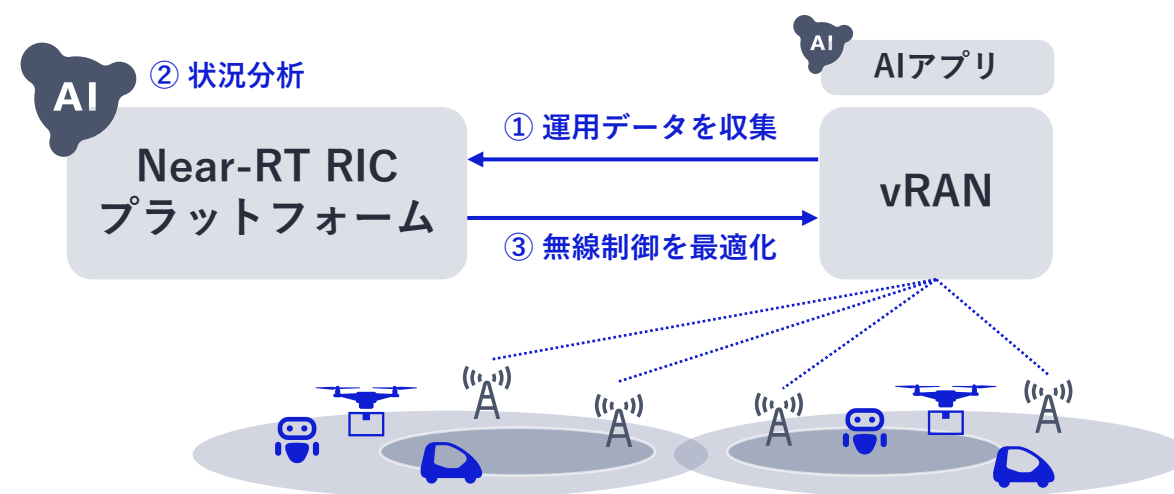 AI
② 状況分析
Near-RT RIC
プラットフォーム
① 運用データを収集
③ 無線制御を最適化
AI
AIアプリ
vRAN